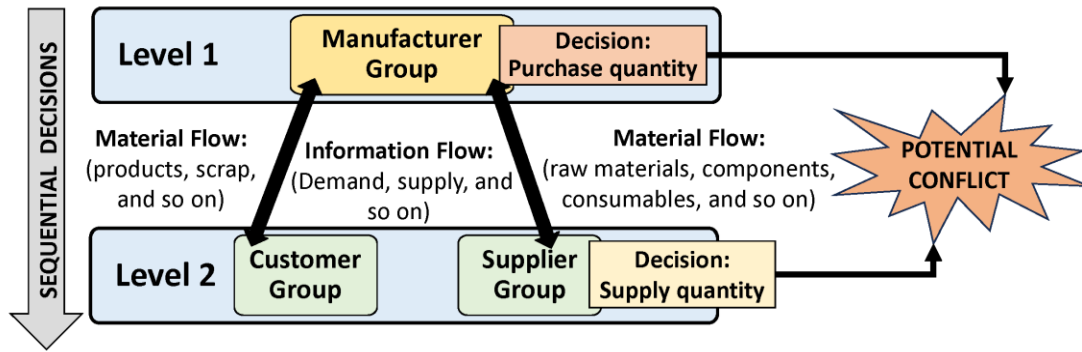 SEQUENTIAL DECISIONS
Level 1
Manufacturer
Group
Decision:
Purchase quantity
Material Flow:
(products, scrap,
and so on)
Information Flow:
(Demand, supply, and
so on)
Material Flow:
(raw materials, components,
consumables, and so on)
POTENTIAL
CONFLICT
Level 2
Customer
Group
Supplier
Group
Decision:
Supply quantity